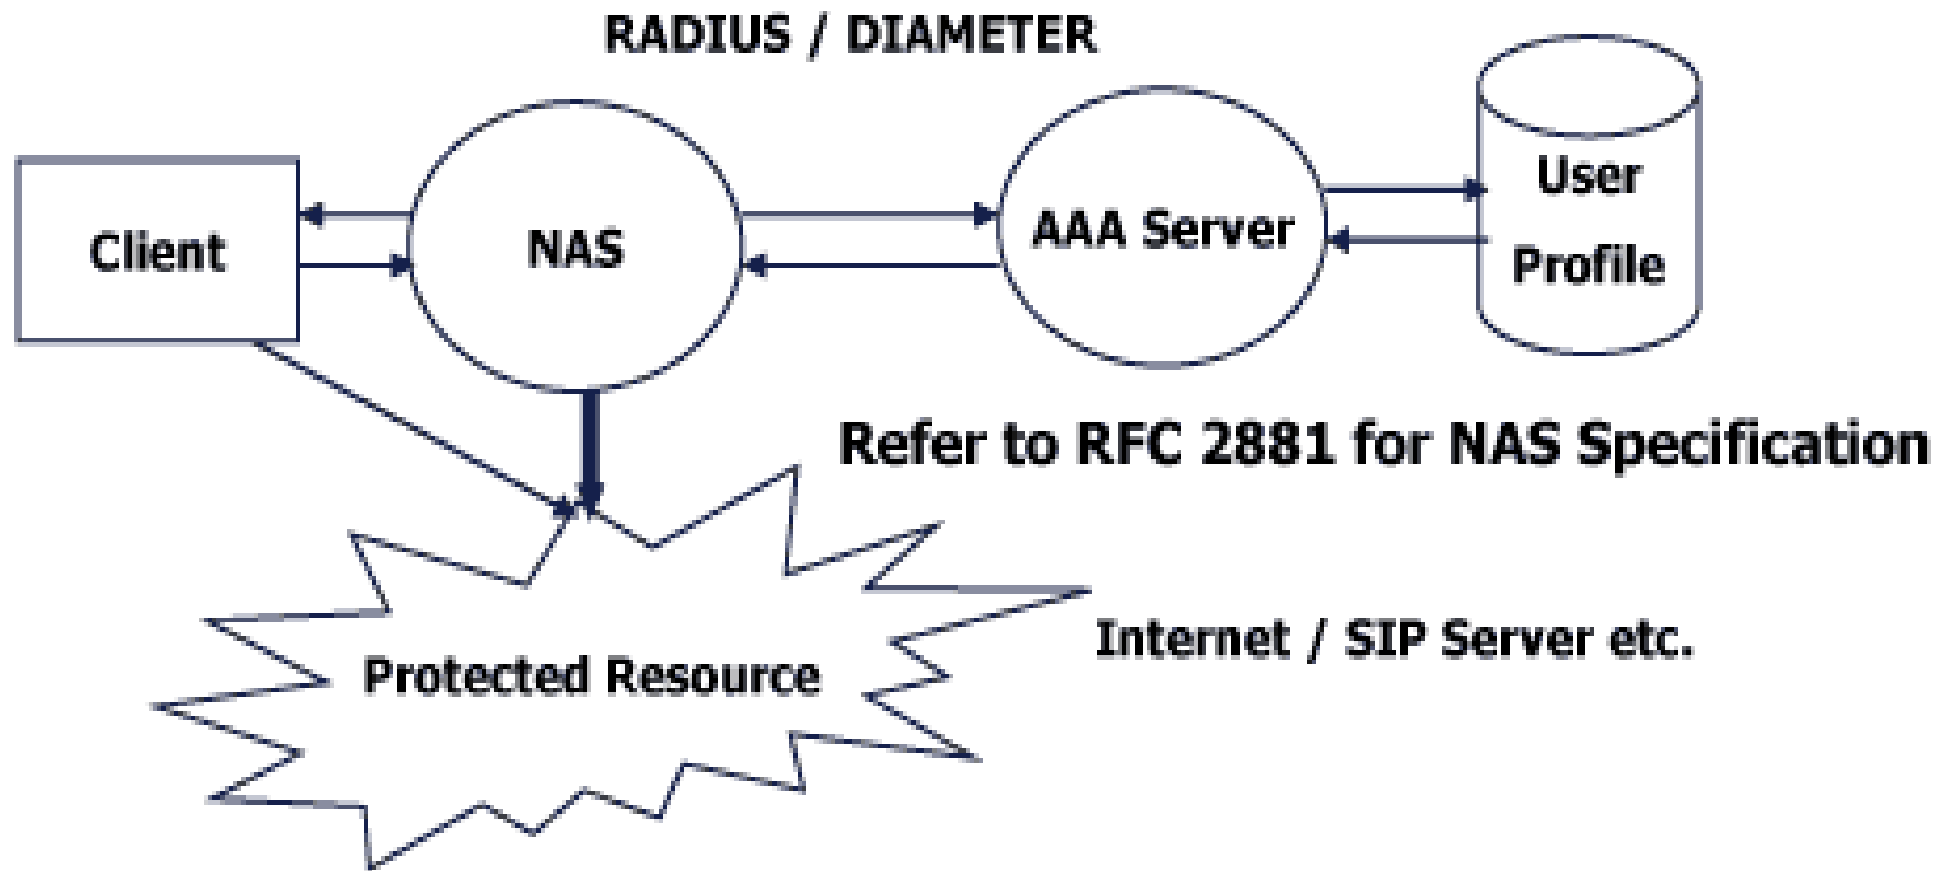 RADIUS / DIAMETER
Client
NAS
AAA Server
User
Profile
Refer to RFC 2881 for NAS Specification
Internet / SIP Server etc.
Protected Resource